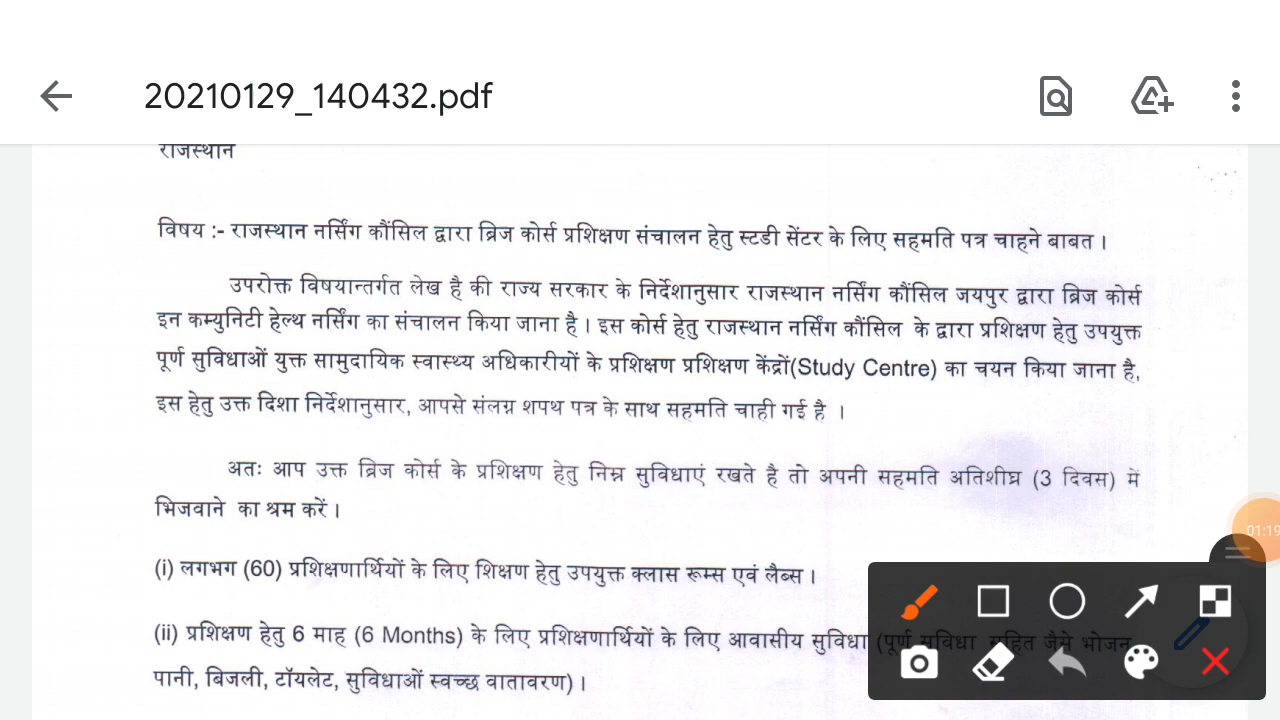 20210129_140432.pdf
राजस्थान
विषय :- राजस्थान नर्सिंग कौंसिल द्वारा ब्रिज कोर्स प्रशिक्षण संचालन हेतु स्टडी सेंटर के लिए सहमति पत्र चाहने बाबत ।
उपरोक्त विषयान्तर्गत लेख है की राज्य सरकार के निर्देशानुसार राजस्थान नर्सिंग कौंसिल जयपुर द्वारा ब्रिज कोर्स
इन कम्युनिटी हेल्थ नर्सिंग का संचालन किया जाना है । इस कोर्स हेतु राजस्थान नर्सिंग कौंसिल के द्वारा प्रशिक्षण हेतु उपयुक्त
पूर्ण सुविधाओं युक्त सामुदायिक स्वास्थ्य अधिकारीयों के प्रशिक्षण प्रशिक्षण केंद्रों(Study Centre) का चयन किया जाना है,
इस हेतु उक्त दिशा निर्देशानुसार, आपसे संलग्न शपथ पत्र के साथ सहमति चाही गई है ।
अतः आप उक्त ब्रिज कोर्स के प्रशिक्षण हेतु निम्न सुविधाएं रखते है तो अपनी सहमति अतिशीघ्र (3 दिवस) में
भिजवाने का श्रम करें ।
01:19
(i) लगभग (60) प्रशिक्षणार्थियों के लिए शिक्षण हेतु उपयुक्त क्लास रूम्स एवं लैब्स ।
(ii) प्रशिक्षण हेतु 6 माह (6 Months) के लिए प्रशिक्षणार्थियों के लिए आवासीय सुविधा (पूर्ण सुविधा सहित जैसे भोजन
पानी, बिजली, टॉयलेट, सुविधाओं स्वच्छ वातावरण) ।